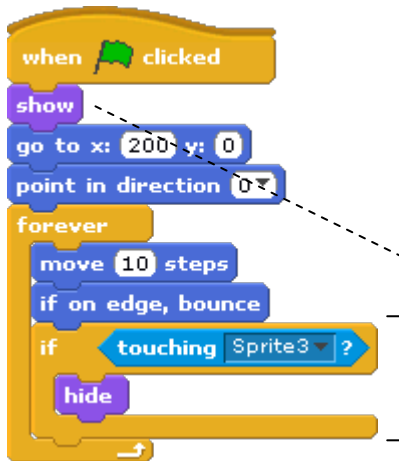 when clicked
show
go to x: 200 y: 0
point in direction 0
forever
move 10 steps
if on edge, bounce
if touching Sprite3 ?
hide